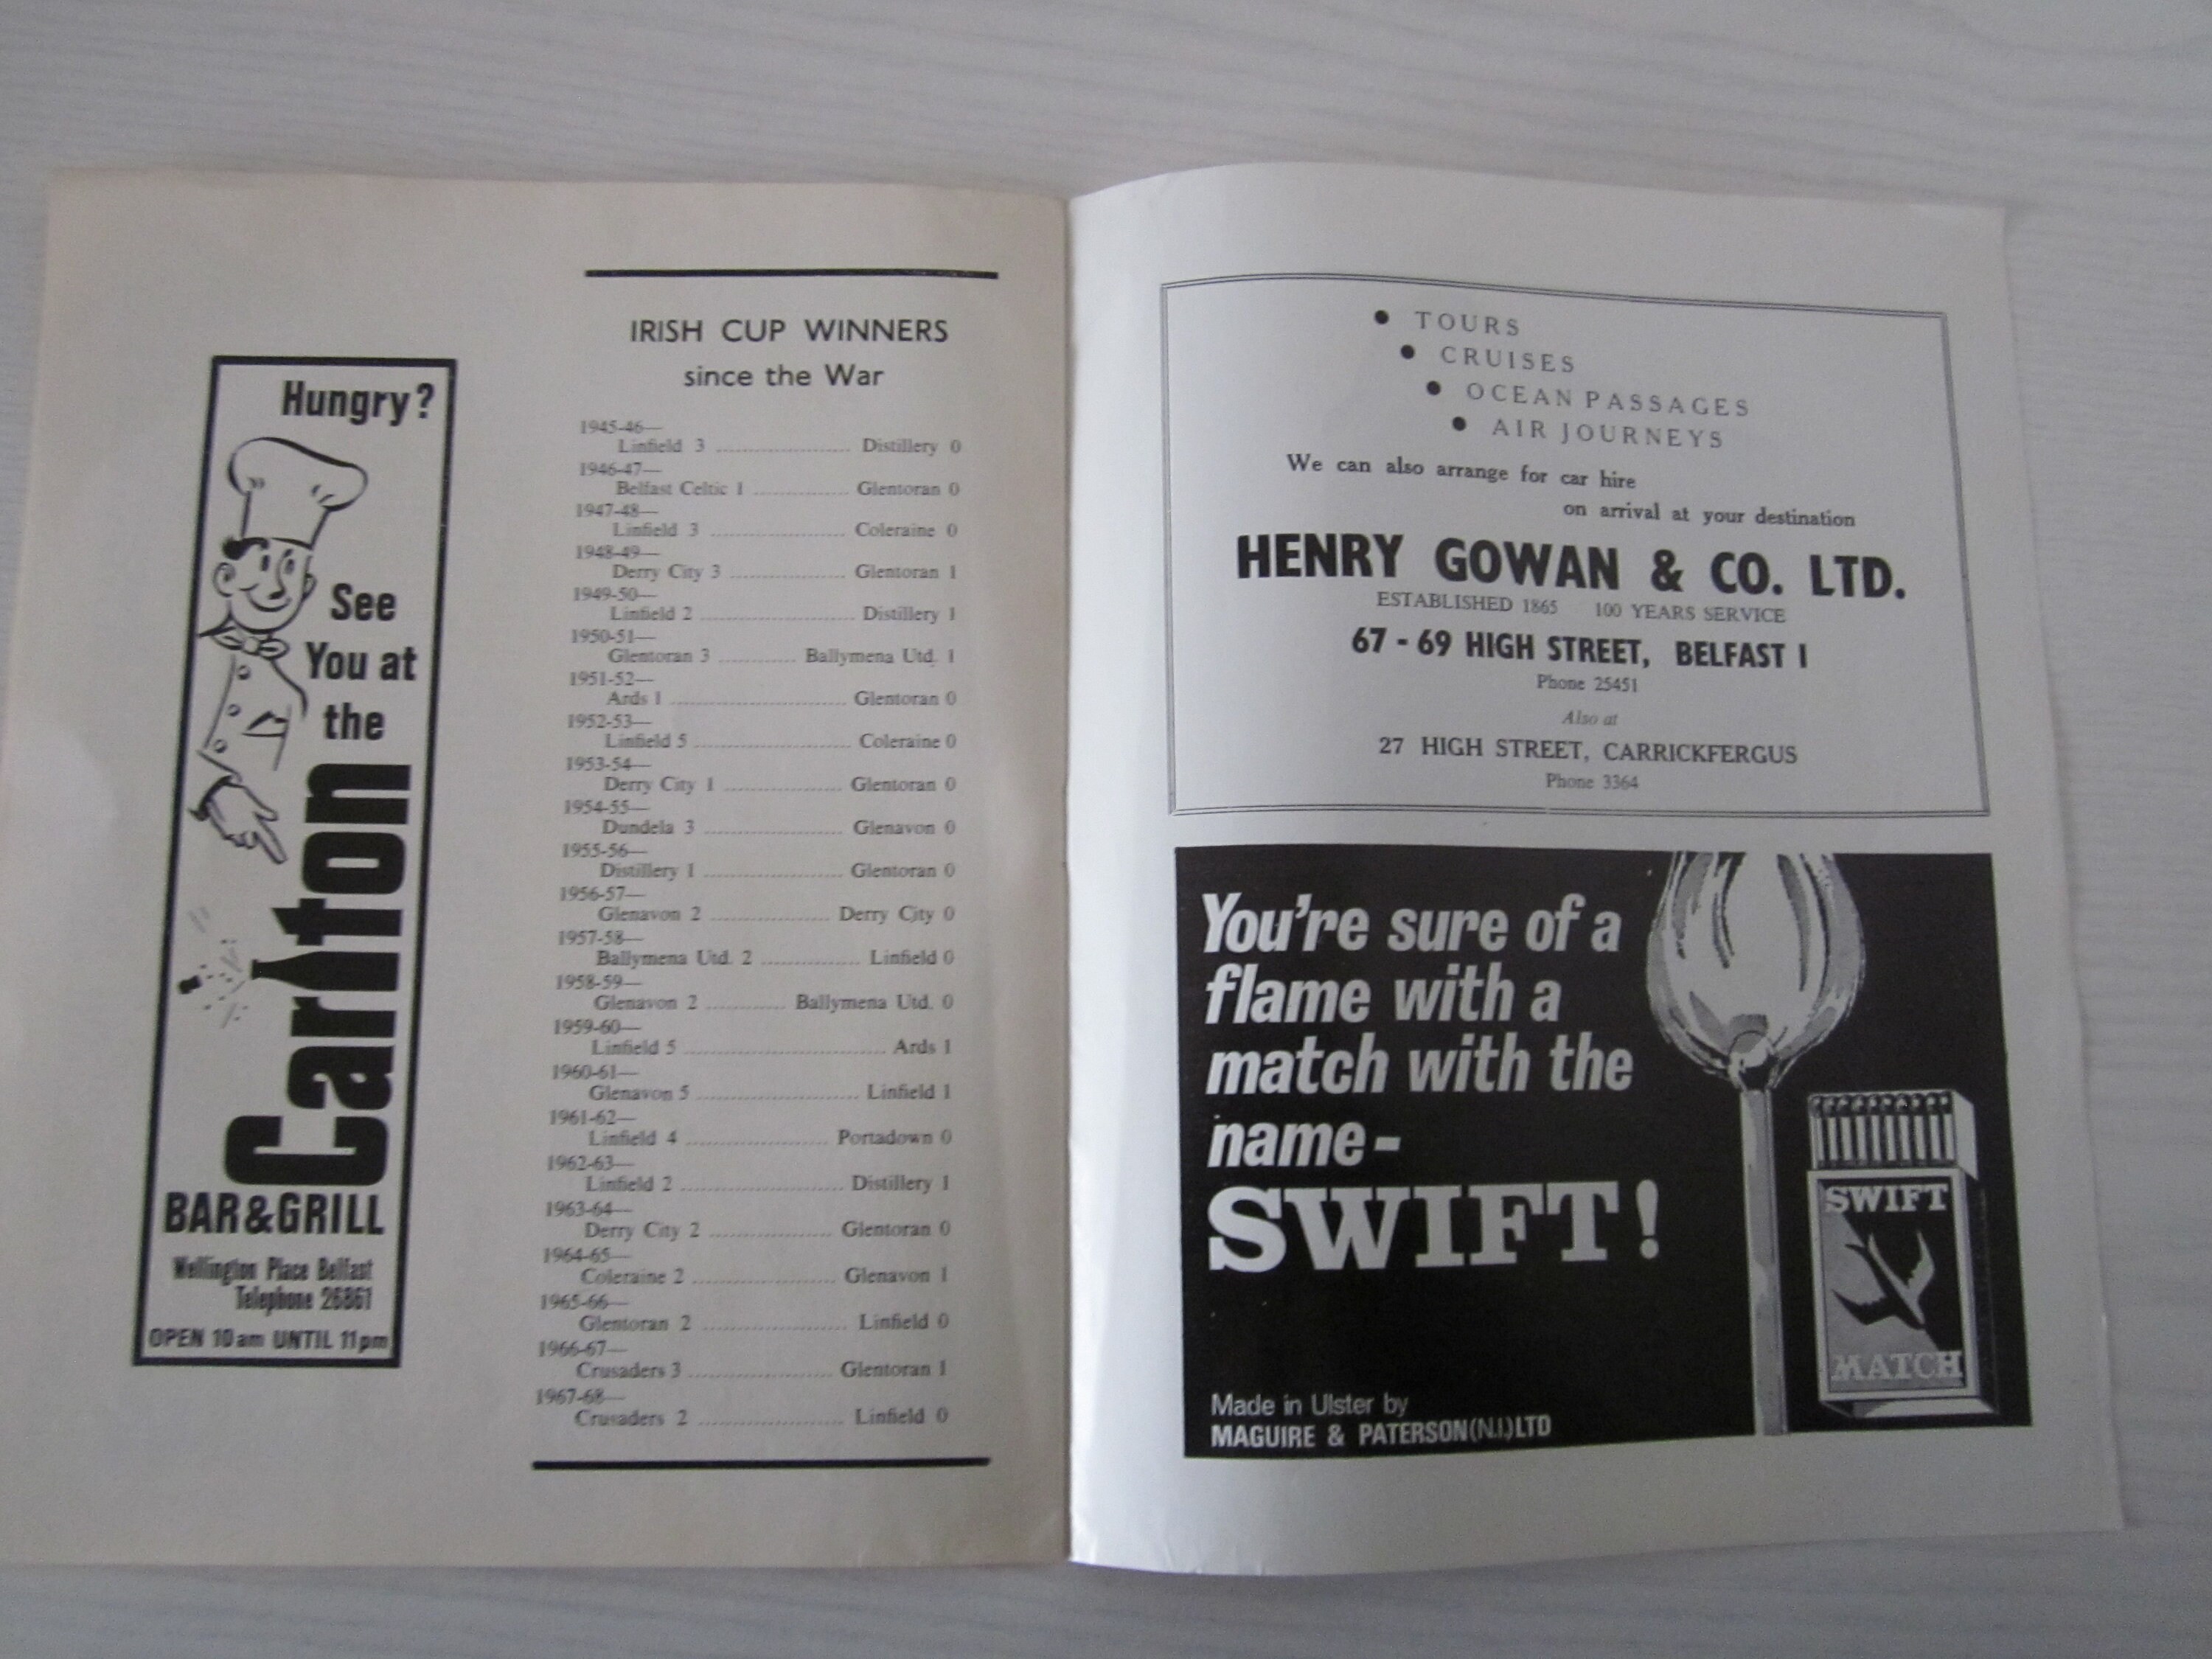 Hungry?
See
You at
the
Carlton
BAR&GRILL
Wellington Place Belfast
Telephone 26861
OPEN 10am UNTIL 11pm
IRISH CUP WINNERS
since the War
1945-46—
Linfield 3 ........................ Distillery 0
1946-47—
Belfast Celtic 1 ................. Glentoran 0
1947-48—
Linfield 3 ........................ Coleraine 0
1948-49—
Derry City 3 ..................... Glentoran 1
1949-50—
Linfield 2 ........................... Distillery 1
1950-51—
Glentoran 3 .............. Ballymena Utd. 1
1951-52—
Ards 1 ............................... Glentoran 0
1952-53—
Linfield 5 ........................... Coleraine 0
1953-54—
Derry City 1 ..................... Glentoran 0
1954-55—
Dundela 3 ........................ Glenavon 0
1955-56—
Distillery 1 ........................ Glentoran 0
1956-57—
Glenavon 2 ..................... Derry City 0
1957-58—
Ballymena Utd. 2 .................. Linfield 0
1958-59—
Glenavon 2 .............. Ballymena Utd. 0
1959-60—
Linfield 5 .................................. Ards 1
1960-61—
Glenavon 5 ........................... Linfield 1
1961-62—
Linfield 4 ........................ Portadown 0
1962-63—
Linfield 2 ........................... Distillery 1
1963-64—
Derry City 2 ........................ Glentoran 0
1964-65—
Coleraine 2 ........................ Glenavon 1
1965-66—
Glentoran 2 ........................ Linfield 0
1966-67—
Crusaders 3 ........................ Glentoran 1
1967-68—
Crusaders 2 ........................ Linfield 0
● TOURS
● CRUISES
● OCEAN PASSAGES
● AIR JOURNEYS
We can also arrange for car hire
on arrival at your destination
HENRY GOWAN & CO. LTD.
ESTABLISHED 1865 100 YEARS SERVICE
67 - 69 HIGH STREET, BELFAST 1
Phone 25451
Also at
27 HIGH STREET, CARRICKFERGUS
Phone 3364
You're sure of a
flame with a
match with the
name-
SWIFT!
SWIFT
MATCH
Made in Ulster by
MAGUIRE & PATERSON(N.I.)LTD